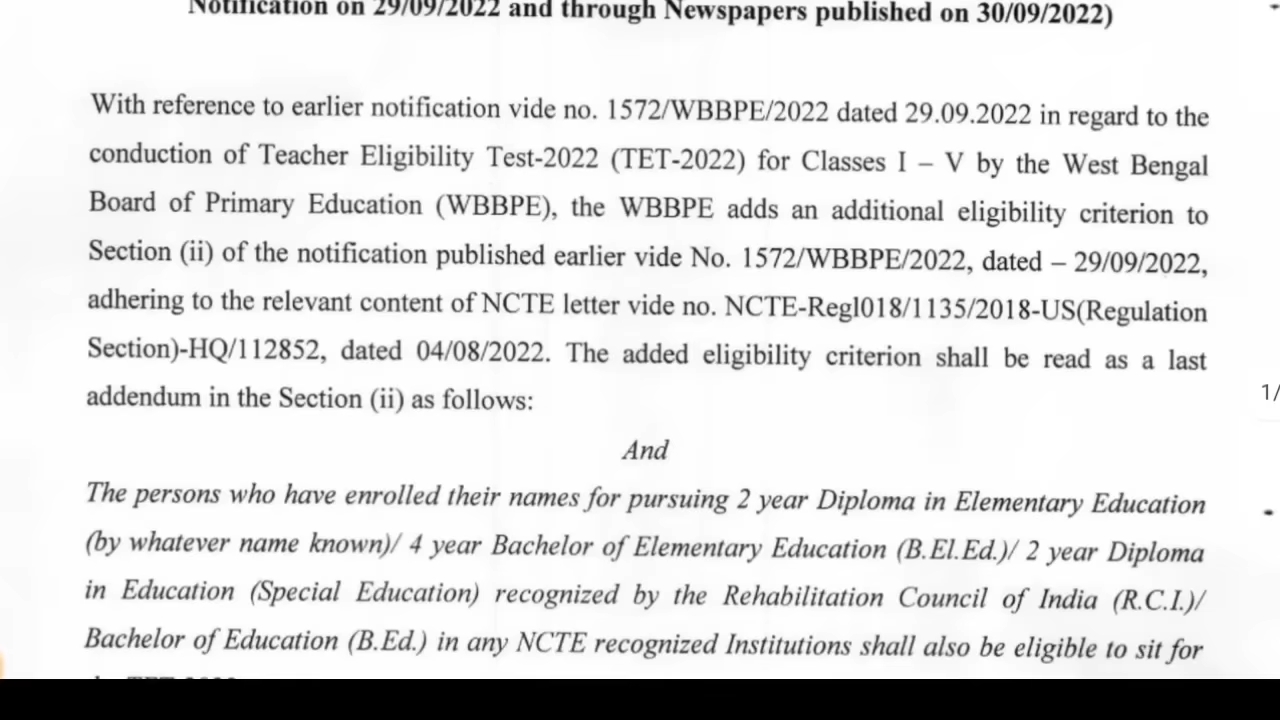 Notification on 29/09/2022 and through Newspapers published on 30/09/2022)
With reference to earlier notification vide no. 1572/WBBPE/2022 dated 29.09.2022 in regard to the
conduction of Teacher Eligibility Test-2022 (TET-2022) for Classes I – V by the West Bengal
Board of Primary Education (WBBPE), the WBBPE adds an additional eligibility criterion to
Section (ii) of the notification published earlier vide No. 1572/WBBPE/2022, dated – 29/09/2022,
adhering to the relevant content of NCTE letter vide no. NCTE-Regl018/1135/2018-US(Regulation
Section)-HQ/112852, dated 04/08/2022. The added eligibility criterion shall be read as a last
addendum in the Section (ii) as follows:
1/
And
The persons who have enrolled their names for pursuing 2 year Diploma in Elementary Education
(by whatever name known)/ 4 year Bachelor of Elementary Education (B.El.Ed.)/ 2 year Diploma
in Education (Special Education) recognized by the Rehabilitation Council of India (R.C.I.)/
Bachelor of Education (B.Ed.) in any NCTE recognized Institutions shall also be eligible to sit for